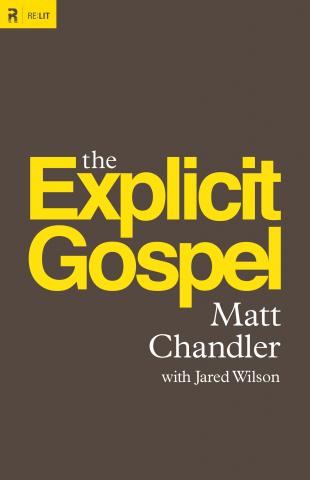 RE:LIT
the
Explicit
Gospel
Matt
Chandler
with Jared Wilson